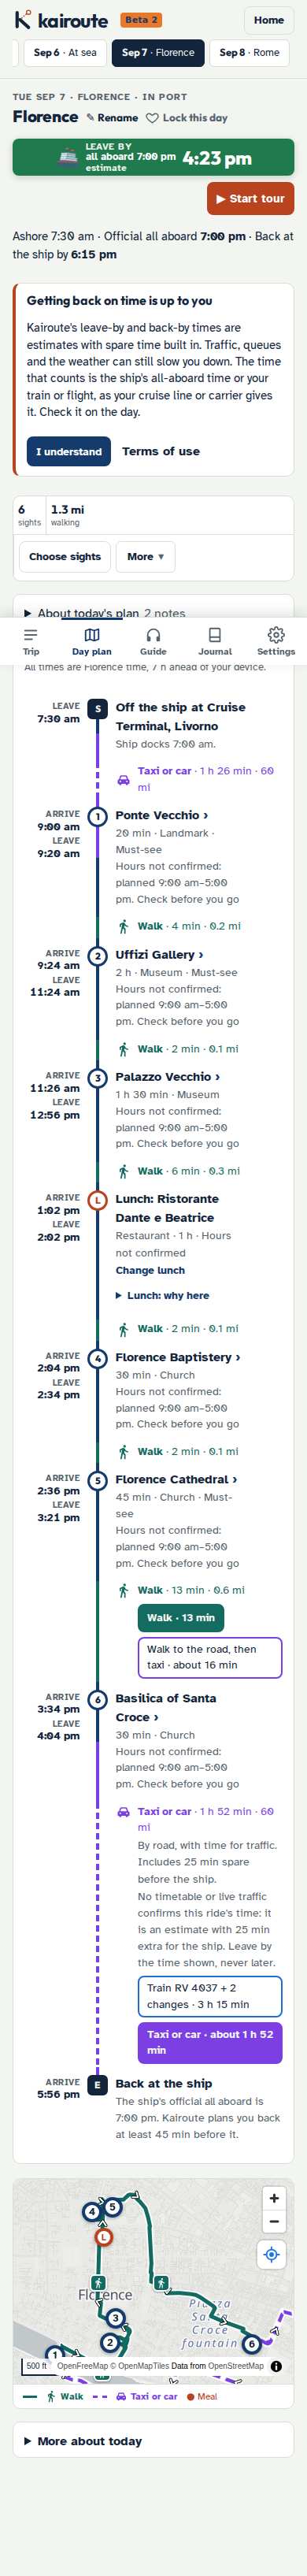 kairoute
Beta 2
Home
Sep 6 · At sea
Sep 7 · Florence
Sep 8 · Rome
TUE SEP 7 · FLORENCE · IN PORT
Florence
✎ Rename
Lock this day
LEAVE BY
all aboard 7:00 pm
estimate
4:23 pm
▶ Start tour
Ashore 7:30 am · Official all aboard 7:00 pm · Back at
the ship by 6:15 pm
Getting back on time is up to you
Kairoute's leave-by and back-by times are
estimates with spare time built in. Traffic, queues
and the weather can still slow you down. The time
that counts is the ship's all-aboard time or your
train or flight, as your cruise line or carrier gives
it. Check it on the day.
I understand
Terms of use
6
sights
1.3 mi
walking
Choose sights
More ▾
▶ About today's plan 2 notes
Trip
Day plan
Guide
Journal
Settings
All times are Florence time, 7 h ahead of your device.
LEAVE
7:30 am
S
Off the ship at Cruise
Terminal, Livorno
Ship docks 7:00 am.
Taxi or car · 1 h 26 min · 60
mi
ARRIVE
9:00 am
LEAVE
9:20 am
1
Ponte Vecchio ›
20 min · Landmark ·
Must-see
Hours not confirmed:
planned 9:00 am–5:00
pm. Check before you go
Walk · 4 min · 0.2 mi
ARRIVE
9:24 am
LEAVE
11:24 am
2
Uffizi Gallery ›
2 h · Museum · Must-see
Hours not confirmed:
planned 9:00 am–5:00
pm. Check before you go
Walk · 2 min · 0.1 mi
ARRIVE
11:26 am
LEAVE
12:56 pm
3
Palazzo Vecchio ›
1 h 30 min · Museum
Hours not confirmed:
planned 9:00 am–5:00
pm. Check before you go
Walk · 6 min · 0.3 mi
ARRIVE
1:02 pm
LEAVE
2:02 pm
L
Lunch: Ristorante
Dante e Beatrice
Restaurant · 1 h · Hours
not confirmed
Change lunch
▶ Lunch: why here
Walk · 2 min · 0.1 mi
ARRIVE
2:04 pm
LEAVE
2:34 pm
4
Florence Baptistery ›
30 min · Church
Hours not confirmed:
planned 9:00 am–5:00
pm. Check before you go
Walk · 2 min · 0.1 mi
ARRIVE
2:36 pm
LEAVE
3:21 pm
5
Florence Cathedral ›
45 min · Church · Must-
see
Hours not confirmed:
planned 9:00 am–5:00
pm. Check before you go
Walk · 13 min · 0.6 mi
Walk · 13 min
Walk to the road, then
taxi · about 16 min
ARRIVE
3:34 pm
LEAVE
4:04 pm
6
Basilica of Santa
Croce ›
30 min · Church
Hours not confirmed:
planned 9:00 am–5:00
pm. Check before you go
Taxi or car · 1 h 52 min · 60
mi
By road, with time for traffic.
Includes 25 min spare
before the ship.
No timetable or live traffic
confirms this ride's time: it
is an estimate with 25 min
extra for the ship. Leave by
the time shown, never later.
Train RV 4037 + 2
changes · 3 h 15 min
Taxi or car · about 1 h 52
min
ARRIVE
5:56 pm
E
Back at the ship
The ship's official all aboard is
7:00 pm. Kairoute plans you back
at least 45 min before it.
4
5
L
Florence
3
2
1
6
fountain
+
−
500 ft
OpenFreeMap © OpenMapTiles Data from OpenStreetMap
Walk
Taxi or car
Meal
▶ More about today